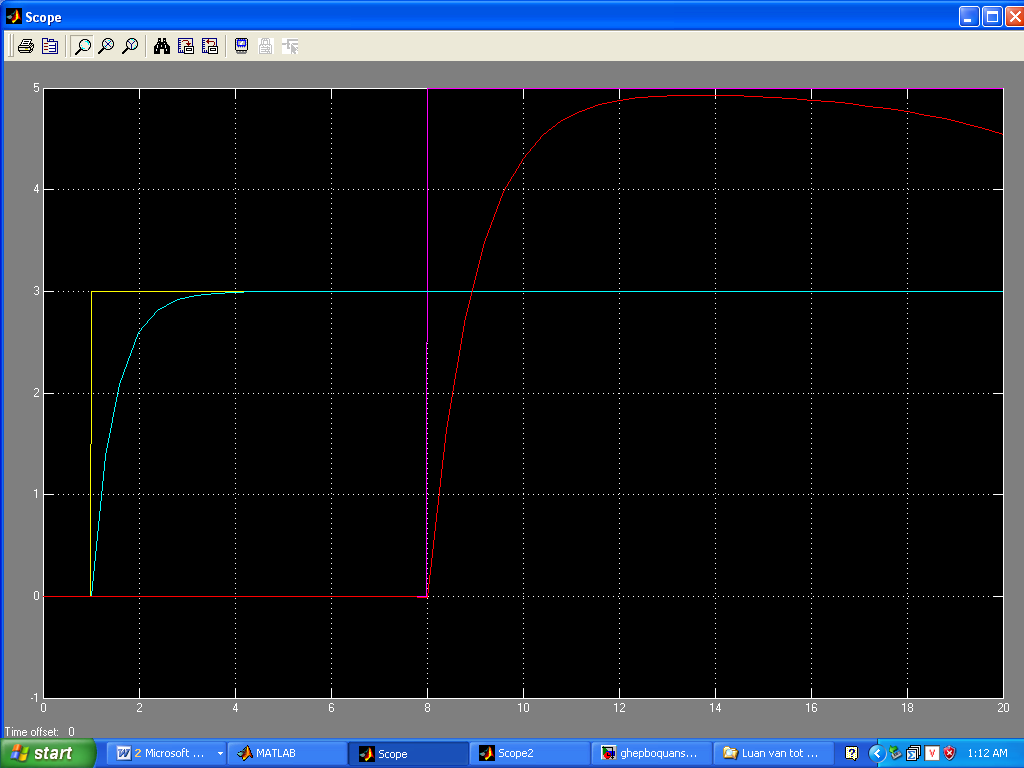 Scope
5
4
3
2
1
0
-1
0 2 4 6 8 10 12 14 16 18 20
Time offset: 0
start
2 Microsoft ...
MATLAB
Scope
Scope2
ghepboquans...
Luan van tot ...
?
V
1:12 AM